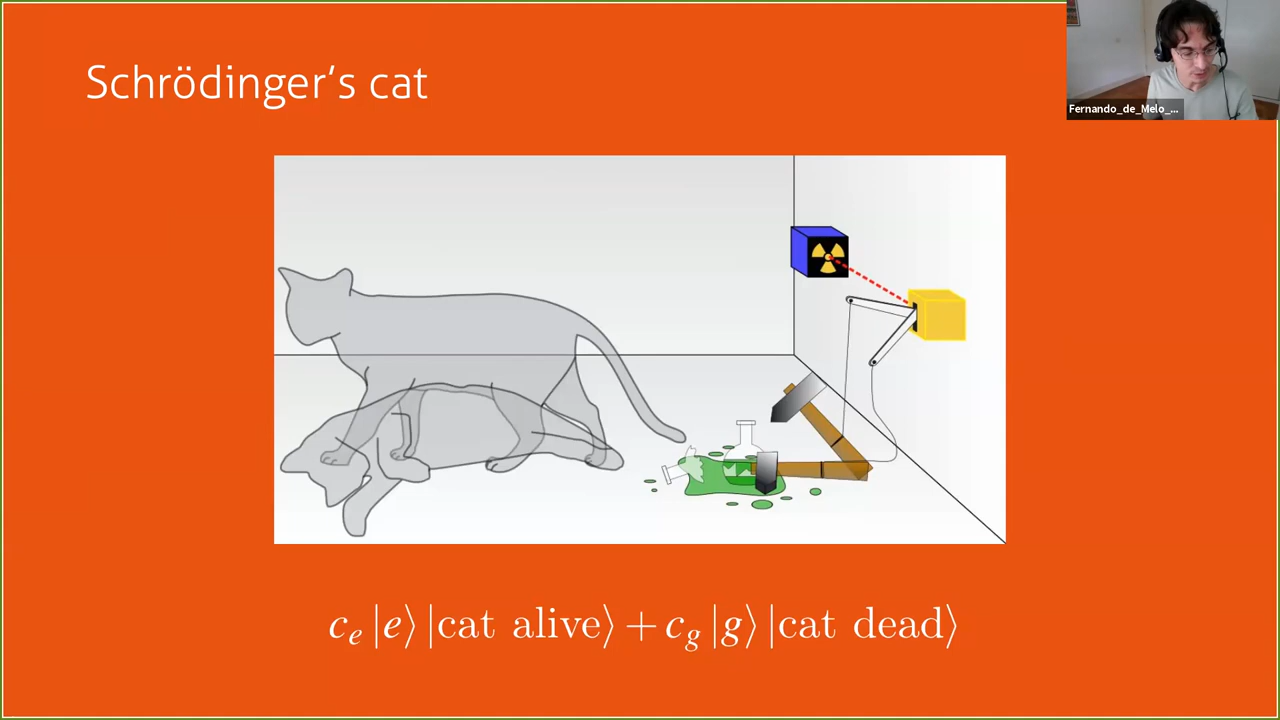 Schrödinger's cat
Fernando_de_Melo_...
c_e |e⟩ |cat alive⟩ + c_g |g⟩ |cat dead⟩